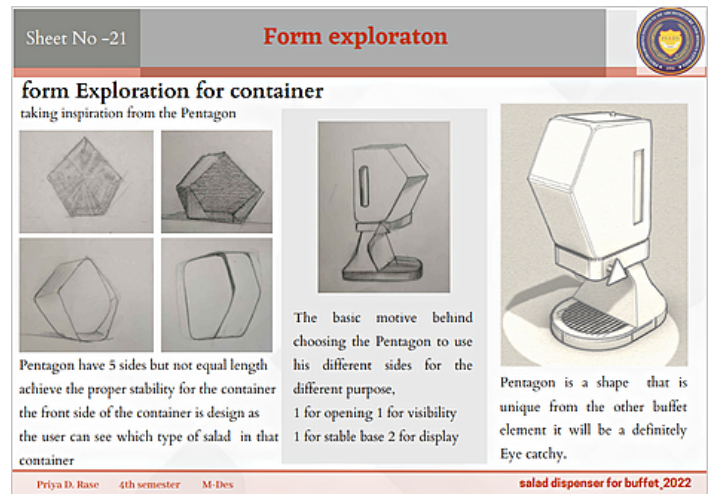 Sheet No -21
Form exploraton
form Exploration for container
taking inspiration from the Pentagon
Pentagon have 5 sides but not equal length
achieve the proper stability for the container
the front side of the container is design as
the user can see which type of salad in that
container
The basic motive behind
choosing the Pentagon to use
his different sides for the
different purpose,
1 for opening 1 for visibility
1 for stable base 2 for display
Pentagon is a shape that is
unique from the other buffet
element it will be a definitely
Eye catchy.
Priya D. Rase 4th semester M-Des
salad dispenser for buffet_2022